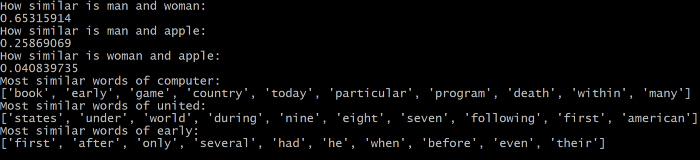 How similar is man and woman:
0.65315914
How similar is man and apple:
0.25869069
How similar is woman and apple:
0.040839735
Most similar words of computer:
['book', 'early', 'game', 'country', 'today', 'particular', 'program', 'death', 'within', 'many']
Most similar words of united:
['states', 'under', 'world', 'during', 'nine', 'eight', 'seven', 'following', 'first', 'american']
Most similar words of early:
['first', 'after', 'only', 'several', 'had', 'he', 'when', 'before', 'even', 'their']